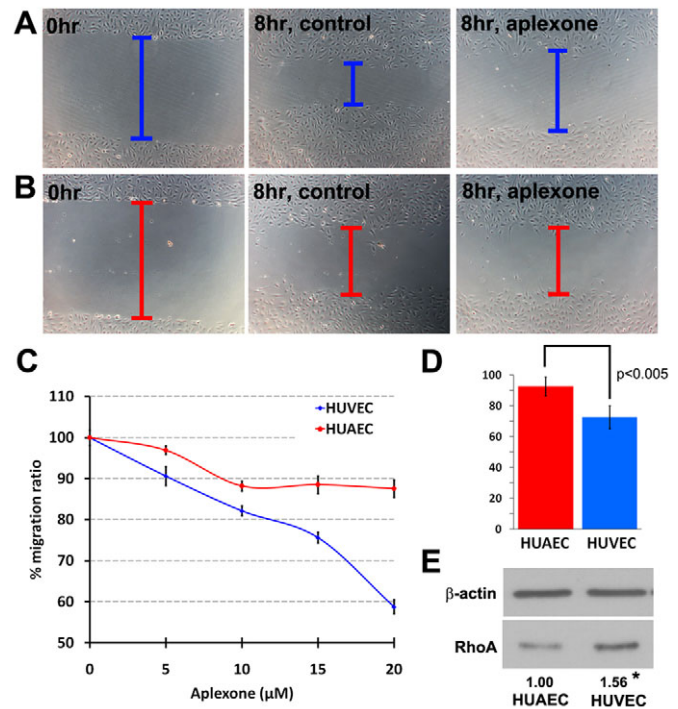 A
0hr
8hr, control
8hr, aplexone
B
0hr
8hr, control
8hr, aplexone
C
110
100
90
80
70
60
50
% migration ratio
HUVEC
HUAEC
0
5
10
15
20
Aplexone (µM)
D
p<0.005
100
80
60
40
20
0
HUAEC
HUVEC
E
β-actin
RhoA
1.00
1.56 *
HUAEC
HUVEC